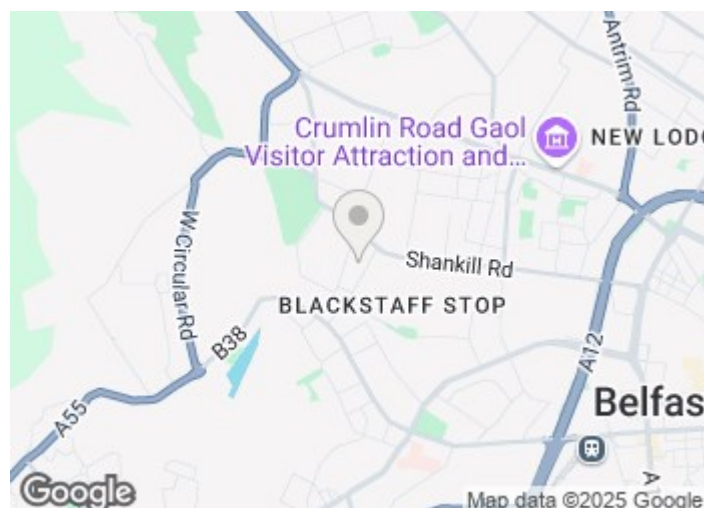 Antrim Rd
Crumlin Road Gaol
Visitor Attraction and...
NEW LODG
W Circular Rd
Shankill Rd
BLACKSTAFF STOP
B38
A12
A55
Belfas
A
Google
Map data ©2025 Google